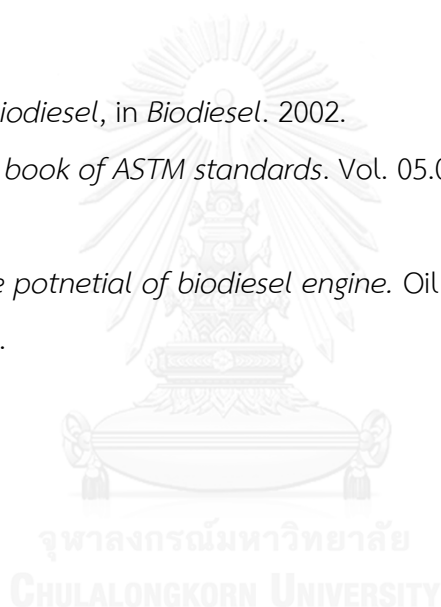 iodiesel, in Biodiesel. 2002.
book of ASTM standards. Vol. 05.0
e potnetial of biodiesel engine. Oil
.
จุฬาลงกรณ์มหาวิทยาลัย
CHULALONGKORN UNIVERSITY